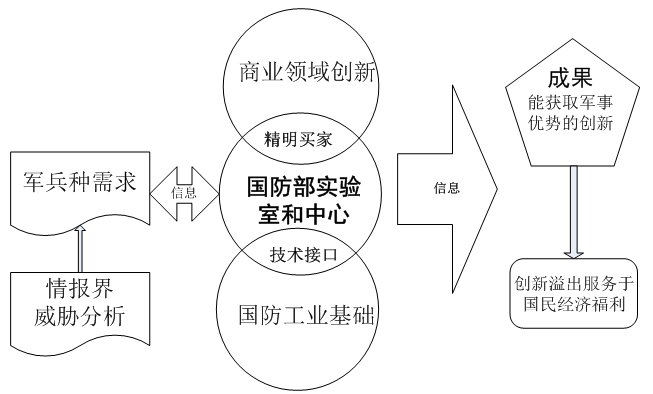 商业领域创新
精明买家
国防部实验
室和中心
技术接口
国防工业基础
军兵种需求
情报界
威胁分析
信息
信息
成果
能获取军事
优势的创新
创新溢出服务于
国民经济福利